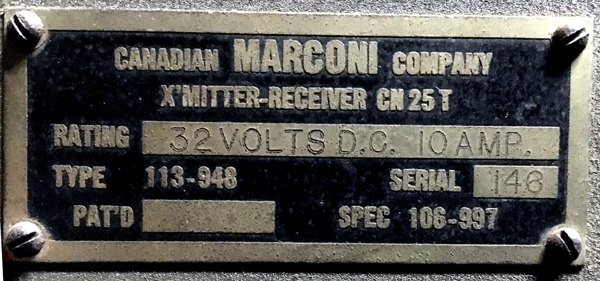 CANADIAN MARCONI COMPANY
X'MITTER-RECEIVER CN 25 T
RATING 32 VOLTS D.C. 10 AMP.
TYPE 113-948 SERIAL 146
PAT'D SPEC 106-997